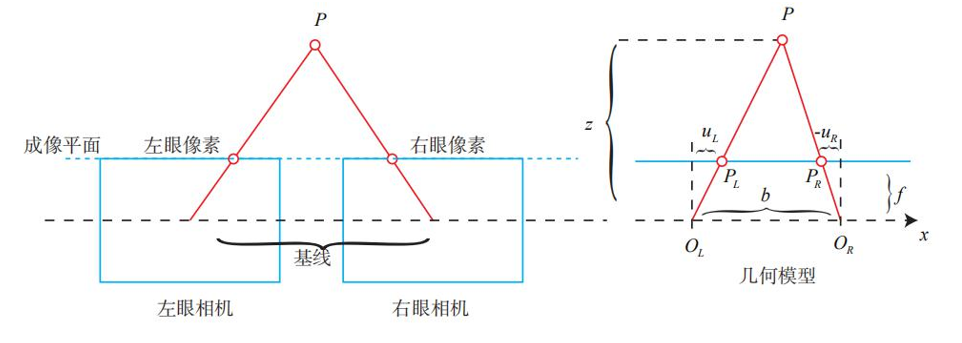 P
成像平面
左眼像素
右眼像素
基线
左眼相机
右眼相机
P
z
u_L
-u_R
P_L
P_R
b
f
x
O_L
O_R
几何模型